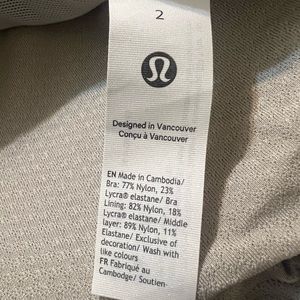 2
Designed in Vancouver
Conçu à Vancouver
EN Made in Cambodia/
Bra: 77% Nylon, 23%
Lycra® elastane/ Bra
Lining: 82% Nylon, 18%
Lycra® elastane/ Middle
layer: 89% Nylon, 11%
Elastane/ Exclusive of
decoration/ Wash with
like colours
FR Fabriqué au
Cambodge/ Soutien-